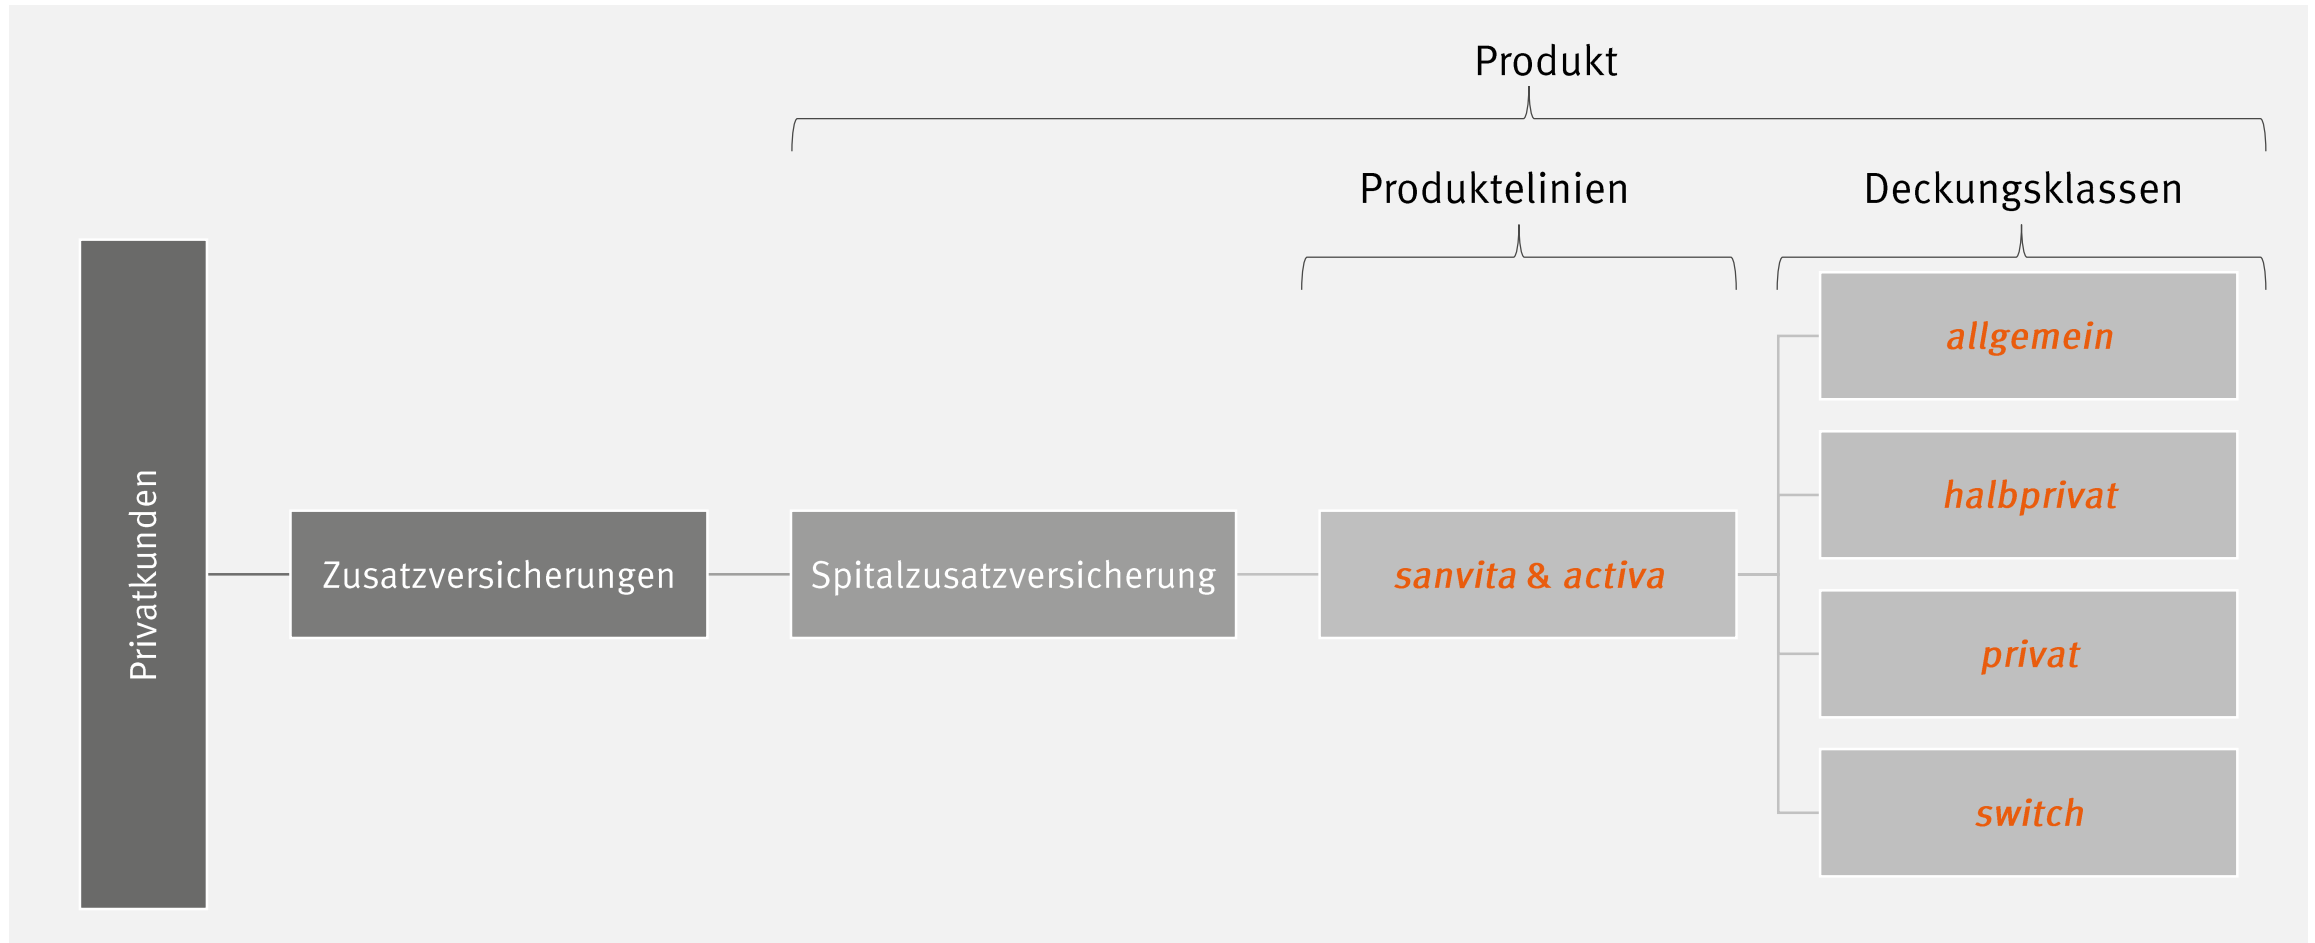 Produkt
Produktelinien
Deckungsklassen
Privatkunden
Zusatzversicherungen
Spitalzusatzversicherung
sanvita & activa
allgemein
halbprivat
privat
switch